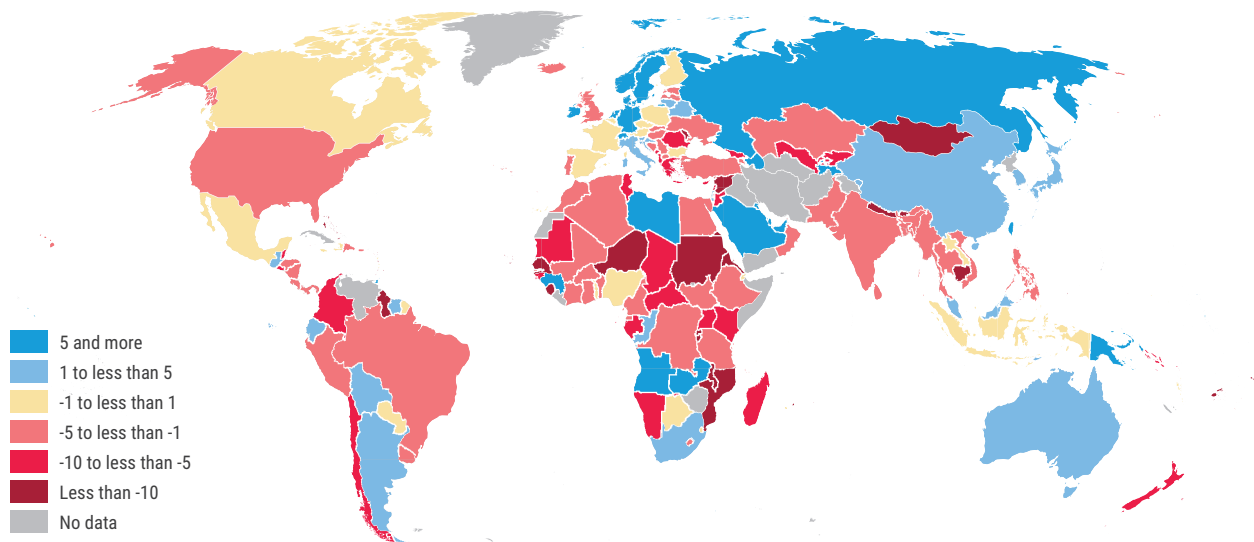 5 and more
1 to less than 5
-1 to less than 1
-5 to less than -1
-10 to less than -5
Less than -10
No data